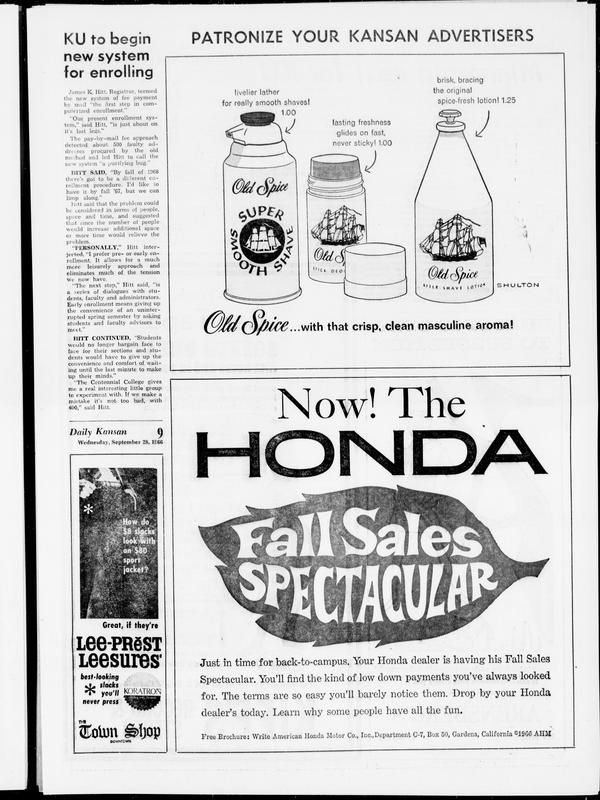 KU to begin
new system
for enrolling
James K. Hitt, Registrar, termed
the new system of fee payment
by mail "the first step in com-
puterized enrollment."
"Our present enrollment sys-
tem," said Hitt, "is just about on
it's last legs."
The pay-by-mail fee approach
detected about 500 faulty ad-
dresses procured by the old
method and led Hitt to call the
new system "a purifying bug."
HITT SAID, "By fall of 1968
there's got to be a different en-
rollment procedure. I'd like to
have it by fall '67, but we can
limp along."
Hitt said that the problem could
be considered in terms of people,
space and time, and suggested
that since the number of people
would increase additional space
or more time would relieve the
problem.
"PERSONALLY," Hitt inter-
jected, "I prefer pre- or early en-
rollment. It allows for a much
more leisurely approach and
eliminates much of the tension
we now have.
"The next step," Hitt said, "is
a series of dialogues with stu-
dents, faculty and administrators.
Early enrollment means giving up
the convenience of an uninter-
rupted spring semester by asking
students and faculty advisors to
meet."
HITT CONTINUED, "Students
would no longer bargain face to
face for their sections and stu-
dents would have to give up the
convenience and comfort of wait-
ing until the last minute to make
up their minds."
"The Centennial College gives
me a real interesting little group
to experiment with. If we make a
mistake it's not too bad, with
400," said Hitt.
Daily Kansan 9
Wednesday, September 28, 1966
* How do
$8 slacks
look with
an $80
sport
jacket?
Great, if they're
Lee-PRéST
Leesures®
best-looking
* slacks
you'll
never press
KORATRON
THE
Town Shop
DOWNTOWN
PATRONIZE YOUR KANSAN ADVERTISERS
livelier lather
for really smooth shaves!
1.00
lasting freshness
glides on fast,
never sticky! 1.00
brisk, bracing
the original
spice-fresh lotion! 1.25
Old Spice
SUPER
SMOOTH SHAVE
Old S
STICK DEO
Old Spice
AFTER SHAVE LOTION
SHULTON
Old Spice...with that crisp, clean masculine aroma!
Now! The
HONDA
Fall Sales
SPECTACULAR
Just in time for back-to-campus. Your Honda dealer is having his Fall Sales
Spectacular. You'll find the kind of low down payments you've always looked
for. The terms are so easy you'll barely notice them. Drop by your Honda
dealer's today. Learn why some people have all the fun.
Free Brochure: Write American Honda Motor Co., Inc., Department C-7, Box 50, Gardena, California ©1966 AHM